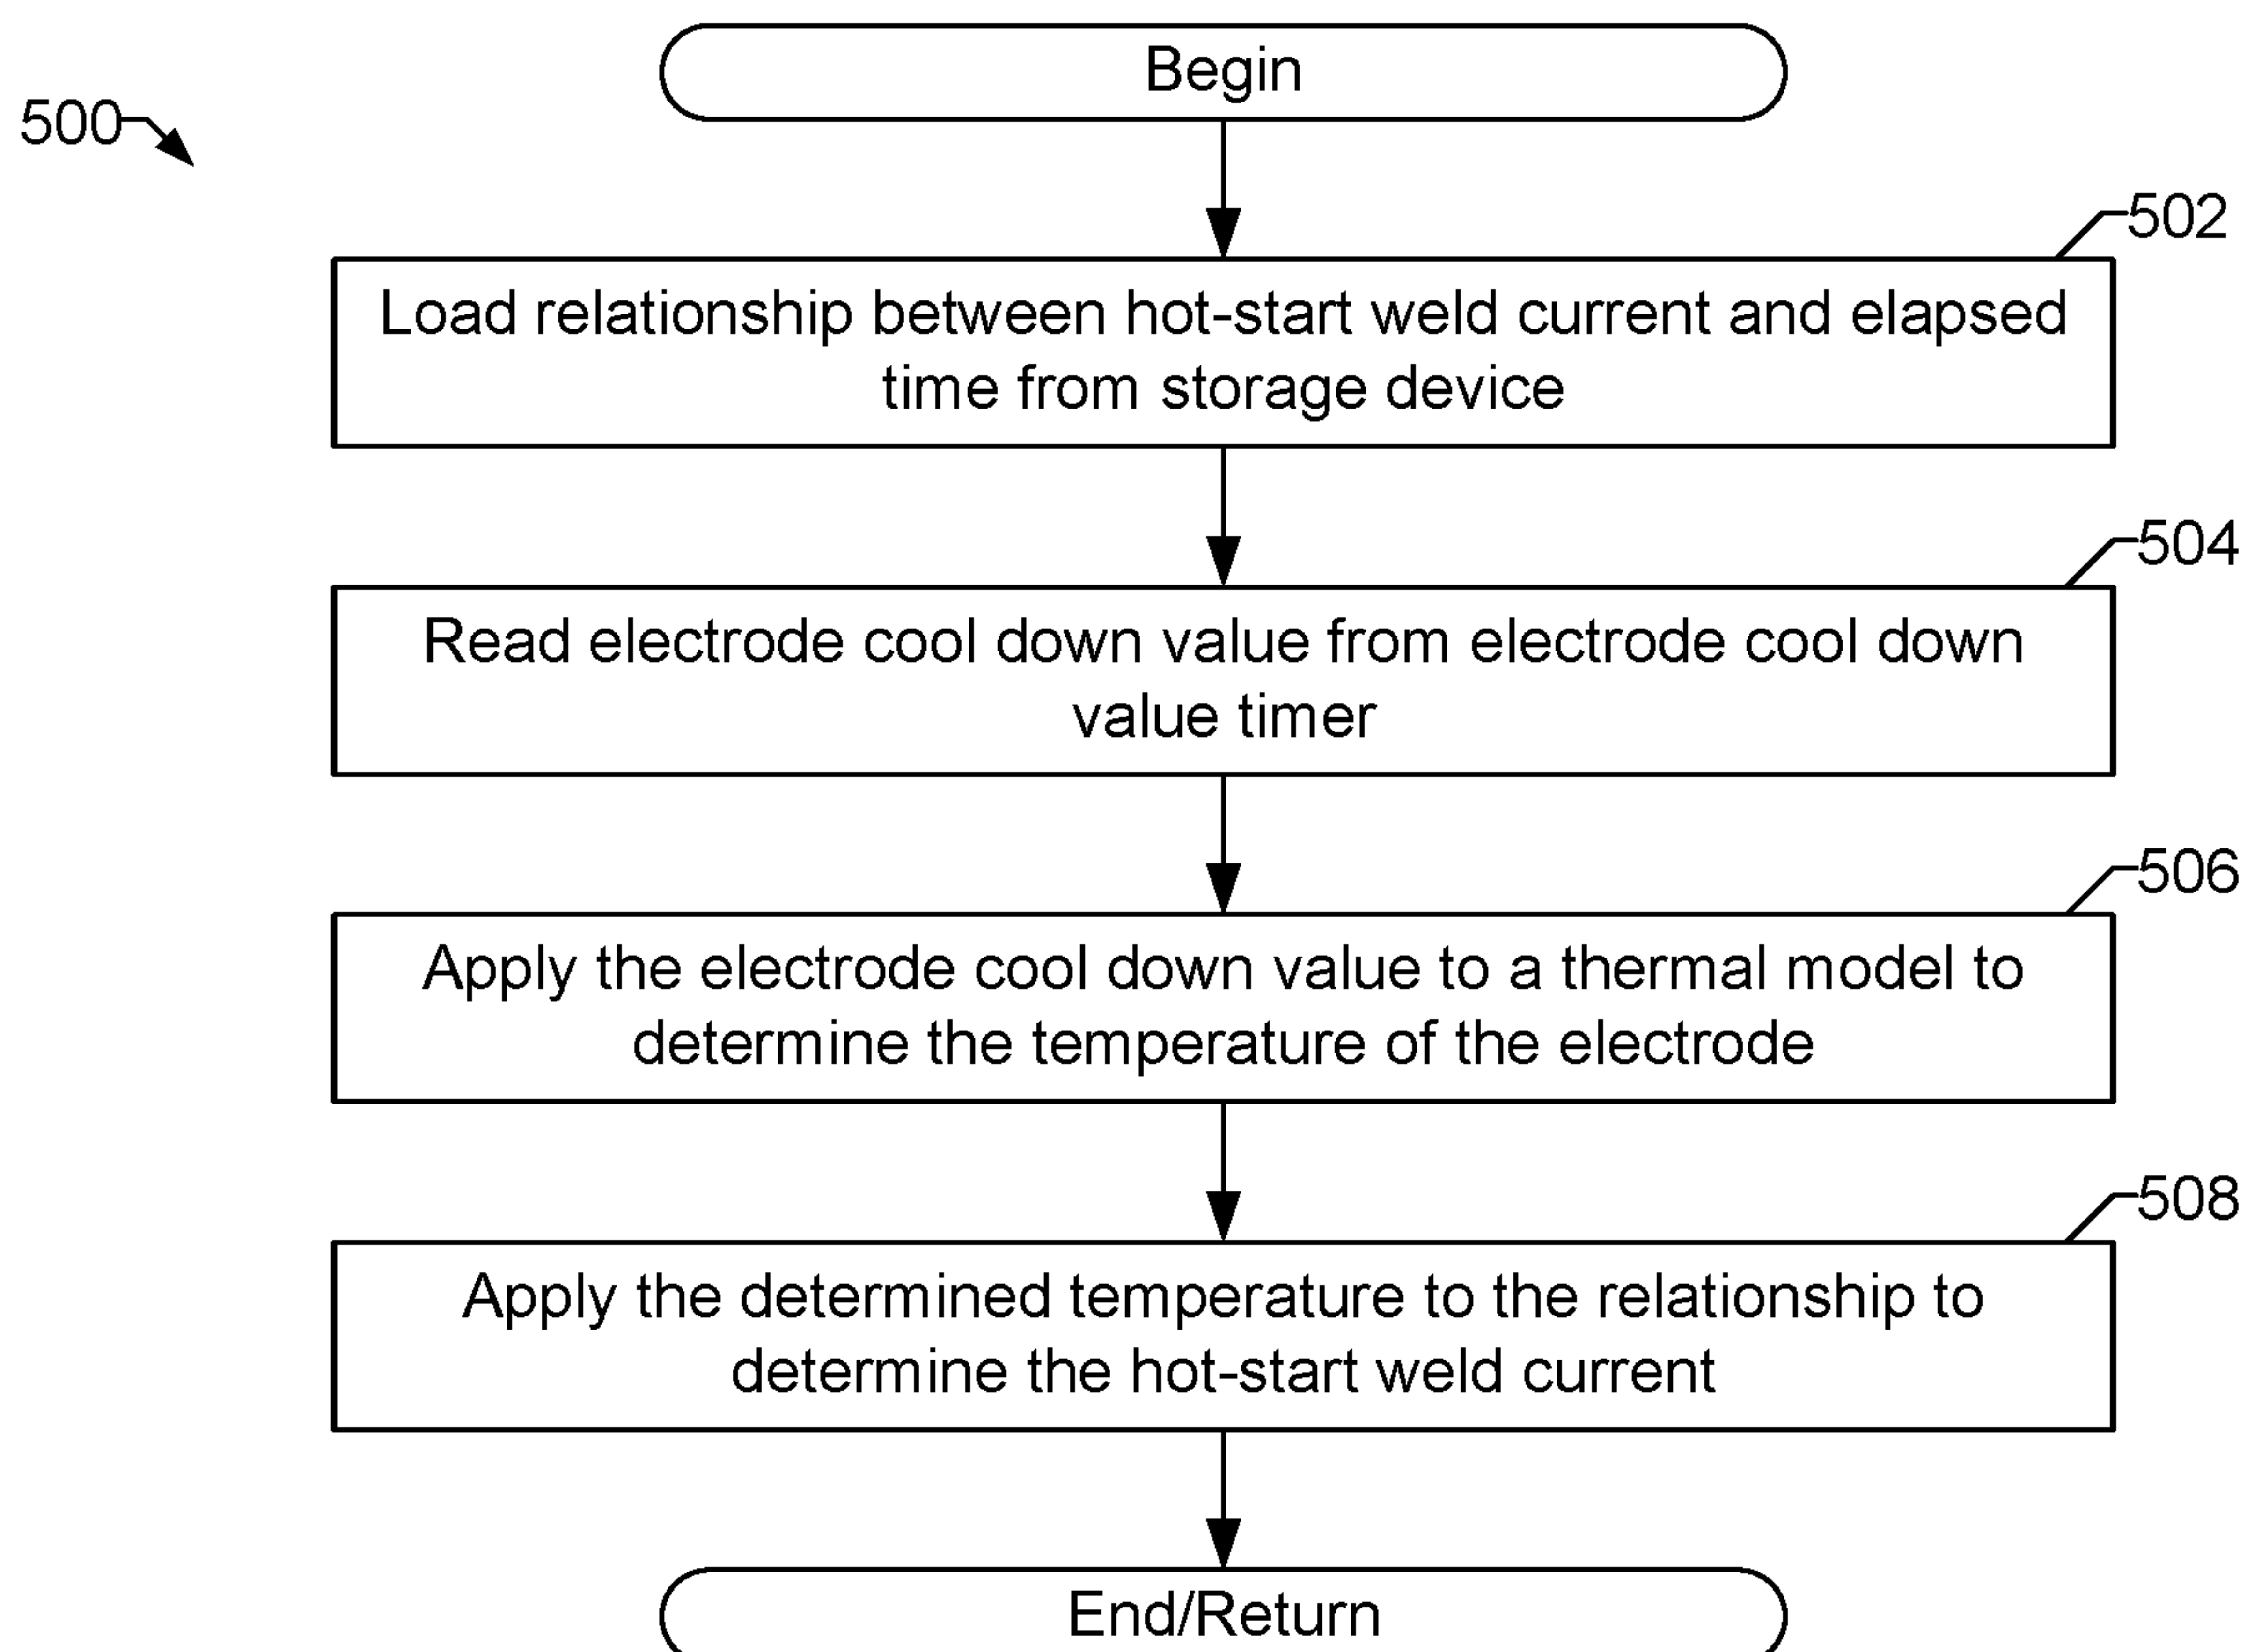 Begin
500
502
Load relationship between hot-start weld current and elapsed
time from storage device
504
Read electrode cool down value from electrode cool down
value timer
506
Apply the electrode cool down value to a thermal model to
determine the temperature of the electrode
508
Apply the determined temperature to the relationship to
determine the hot-start weld current
End/Return